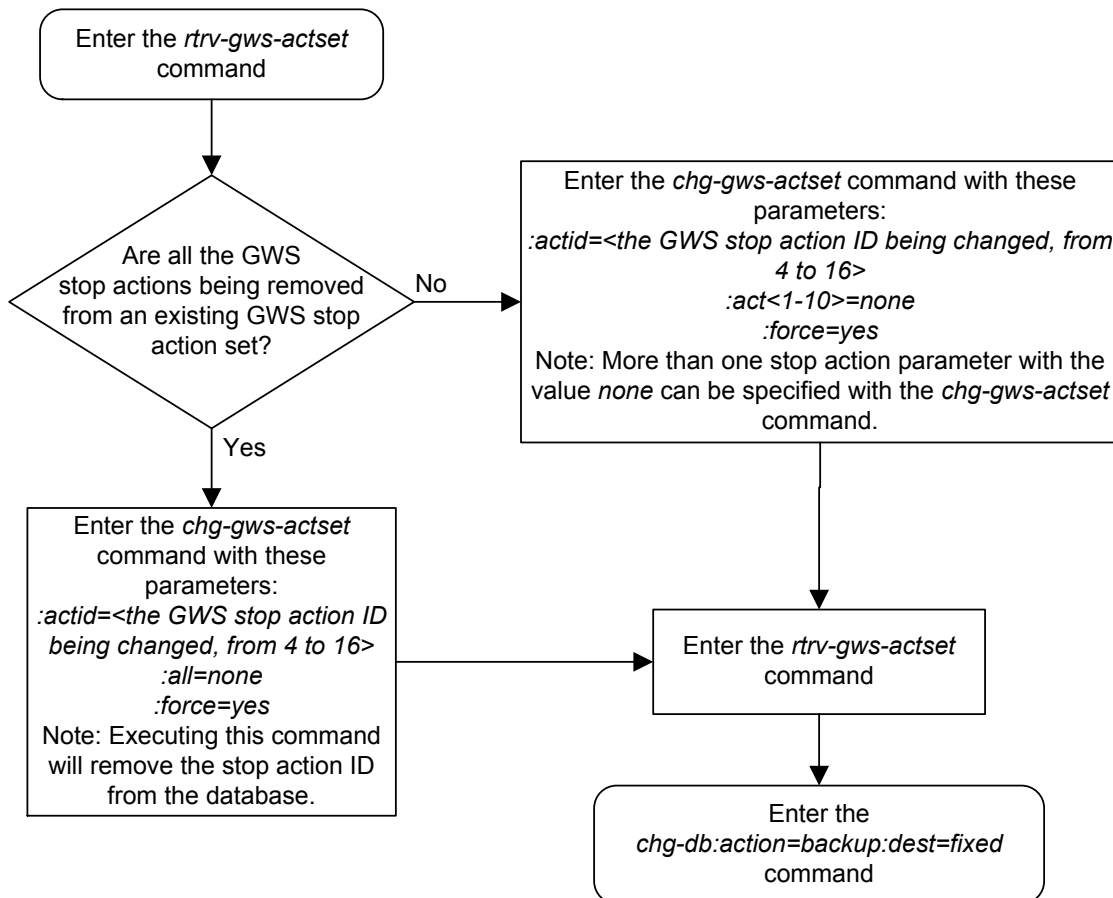 Enter the rtrv-gws-actset
command
Are all the GWS
stop actions being removed
from an existing GWS stop
action set?
No
Yes
Enter the chg-gws-actset command with these
parameters:
:actid=<the GWS stop action ID being changed, from
4 to 16>
:act<1-10>=none
:force=yes
Note: More than one stop action parameter with the
value none can be specified with the chg-gws-actset
command.
Enter the chg-gws-actset
command with these
parameters:
:actid=<the GWS stop action ID
being changed, from 4 to 16>
:all=none
:force=yes
Note: Executing this command
will remove the stop action ID
from the database.
Enter the rtrv-gws-actset
command
Enter the
chg-db:action=backup:dest=fixed
command